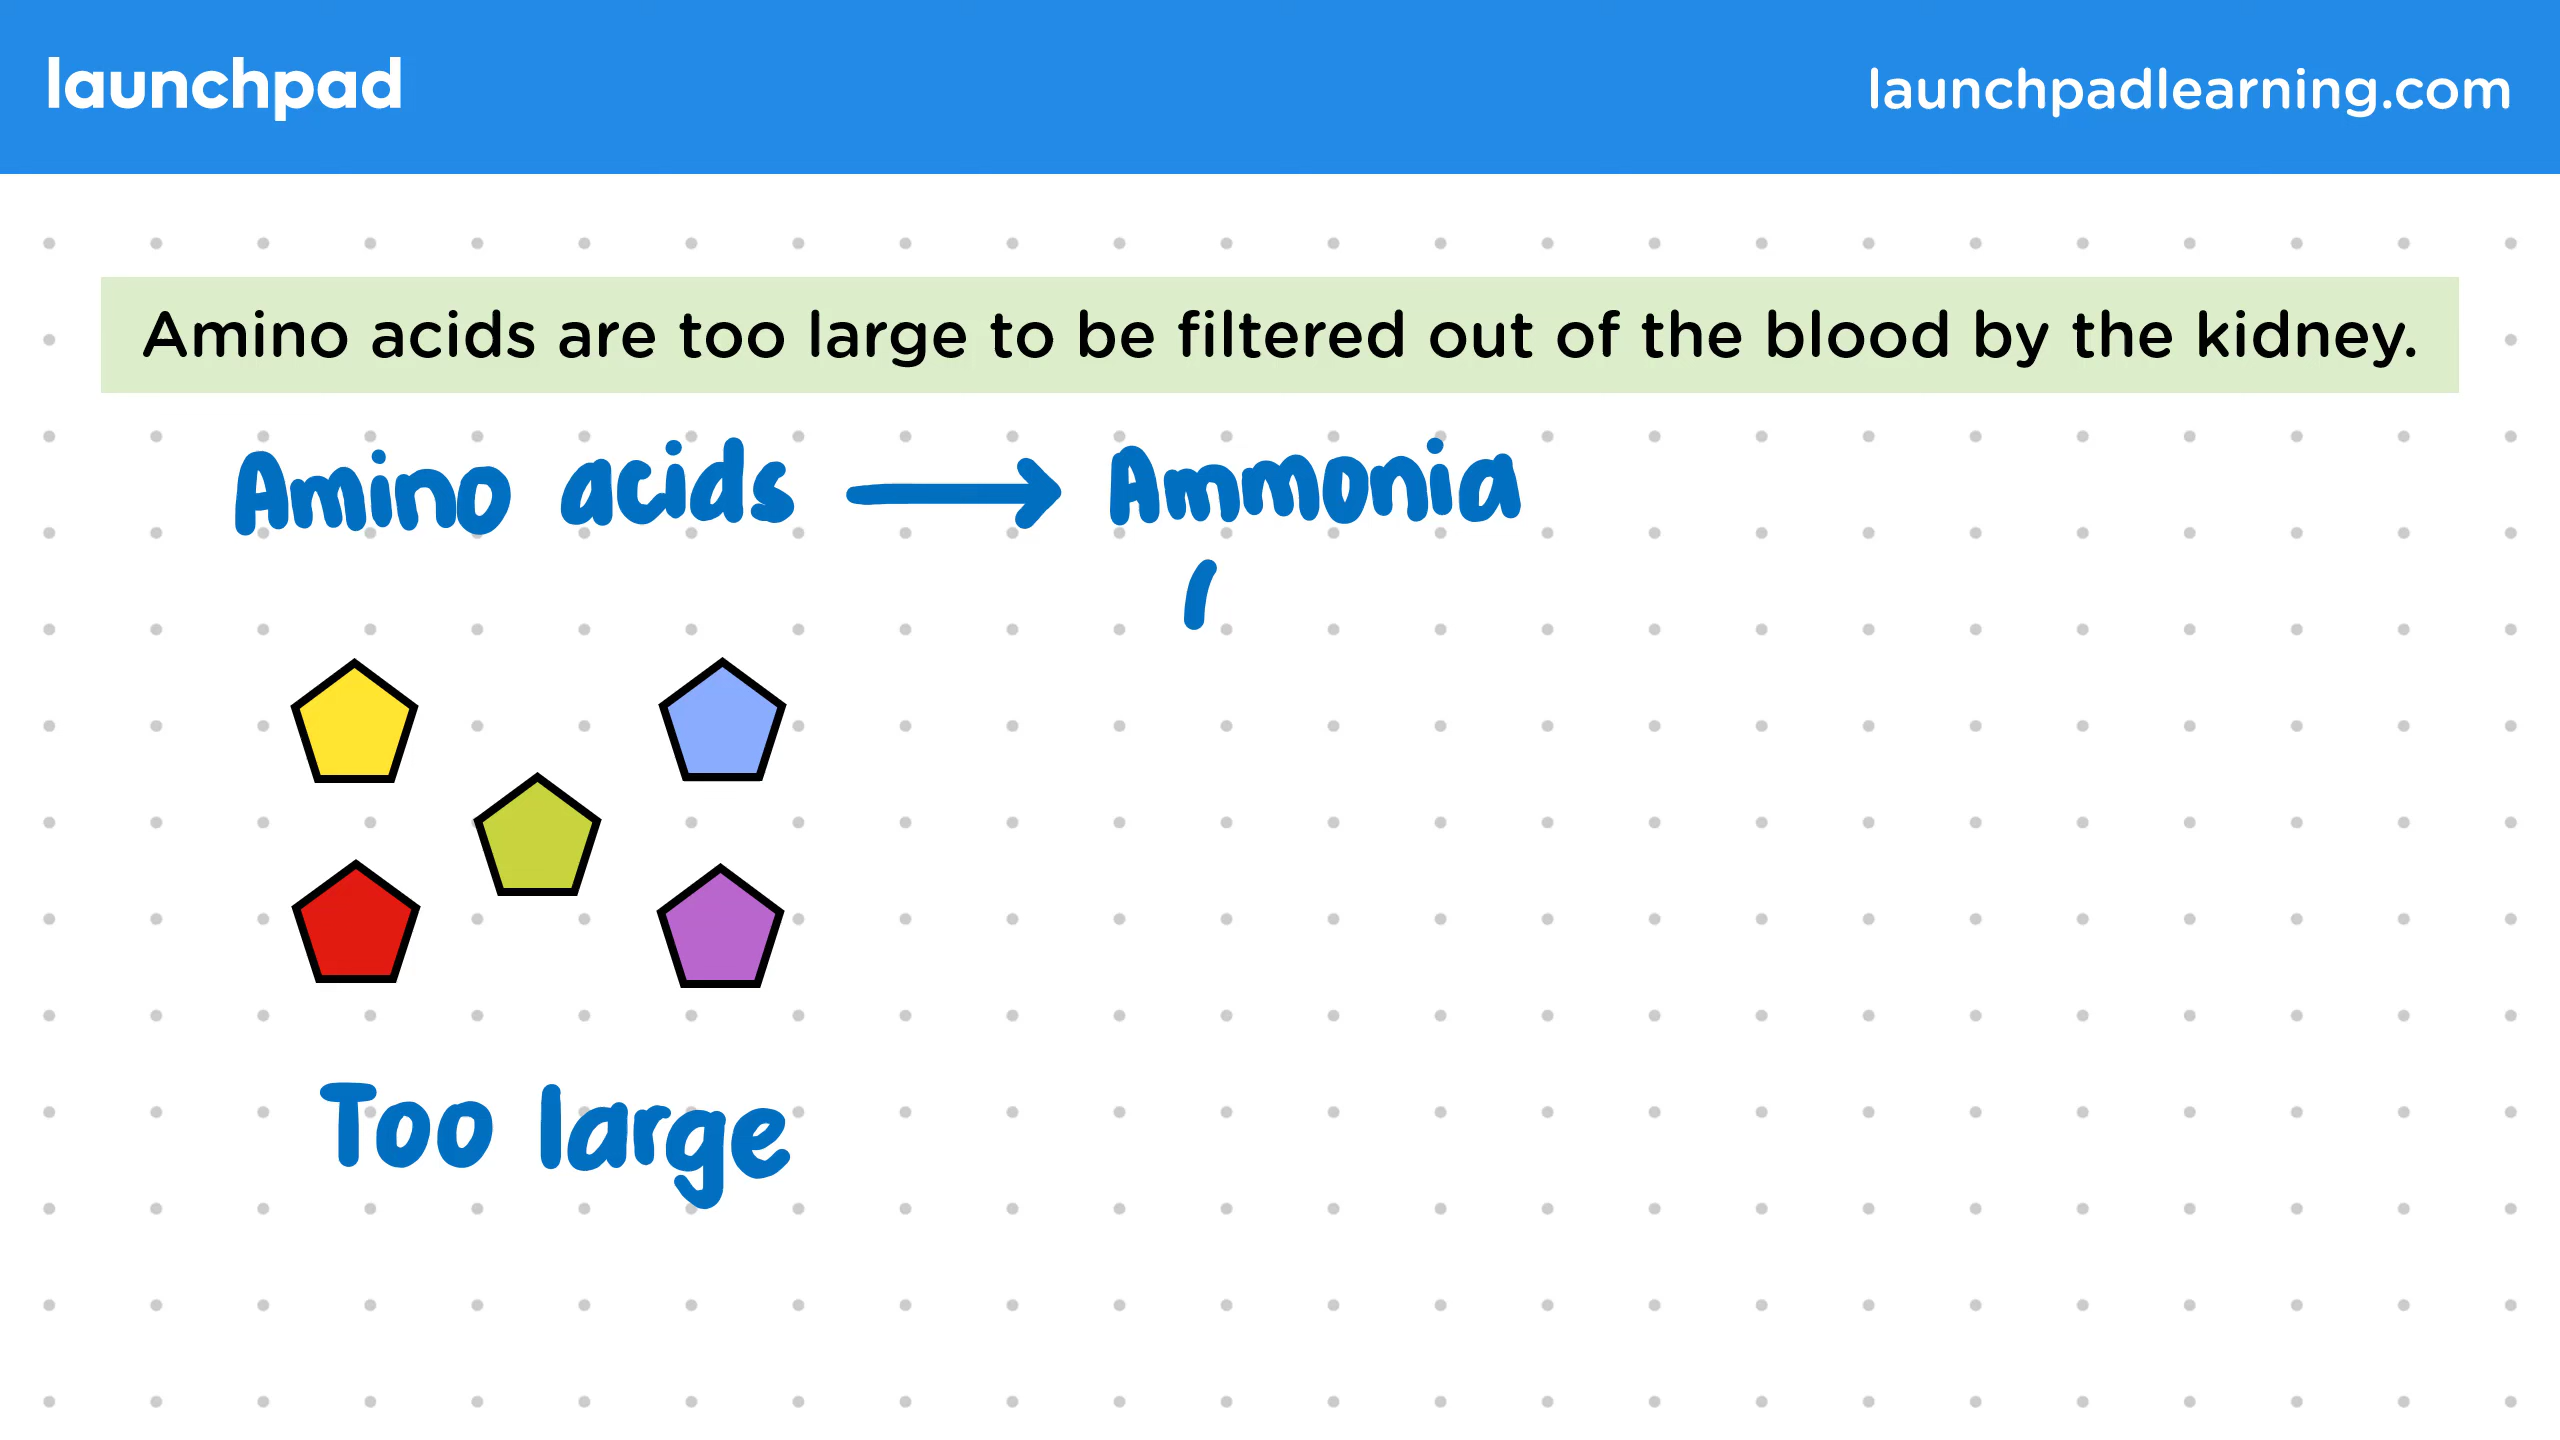 launchpad
launchpadlearning.com
Amino acids are too large to be filtered out of the blood by the kidney.
Amino acids → Ammonia
(
Too large